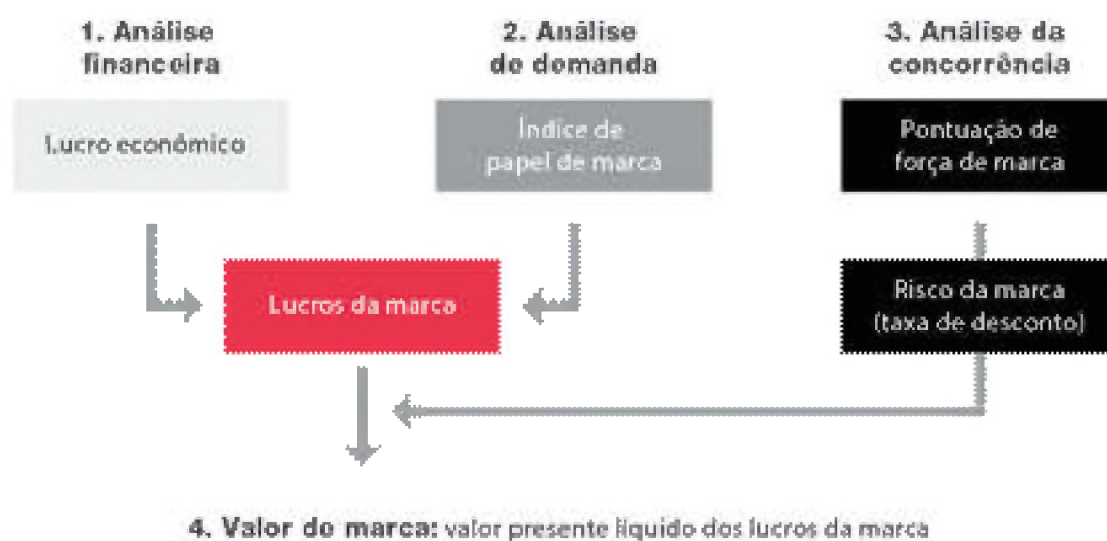 1. Análise
financeira
2. Análise
de demanda
3. Análise da
concorrência
Lucro econômico
Índice de
papel de marca
Pontuação de
força de marca
Lucros da marca
Risco da marca
(taxa de desconto)
4. Valor de marca: valor presente líquido dos lucros da marca